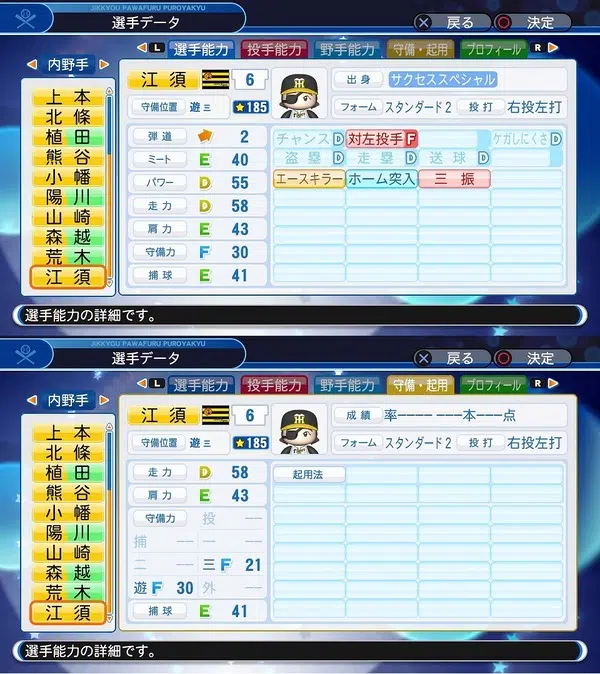 JIKKYOU PAWAFURU PUROYAKYU
選手データ
戻る 決定
内野手 L 選手能力 投手能力 野手能力 守備・起用 プロフィール R
上本
北條
植田
熊谷
小幡
陽川
山崎
森越
荒木
江須
江須 6
守備位置 遊三 ★185
出身 サクセススペシャル
フォーム スタンダード2 投打 右投左打
弾道 2
ミート E 40
パワー D 55
走力 D 58
肩力 E 43
守備力 F 30
捕球 E 41
チャンスD 対左投手F ケガしにくさD
盗塁D 走塁D 送球D
エースキラー ホーム突入 三振
選手能力の詳細です。
JIKKYOU PAWAFURU PUROYAKYU
選手データ
戻る 決定
内野手 L 選手能力 投手能力 野手能力 守備・起用 プロフィール R
上本
北條
植田
熊谷
小幡
陽川
山崎
森越
荒木
江須
江須 6
守備位置 遊三 ★185
成績 率---- ---本---点
フォーム スタンダード2 投打 右投左打
走力 D 58
肩力 E 43
守備力 投 --
捕 -- 一 --
二 -- 三 F 21
遊 F 30 外 --
捕球 E 41
起用法
選手能力の詳細です。